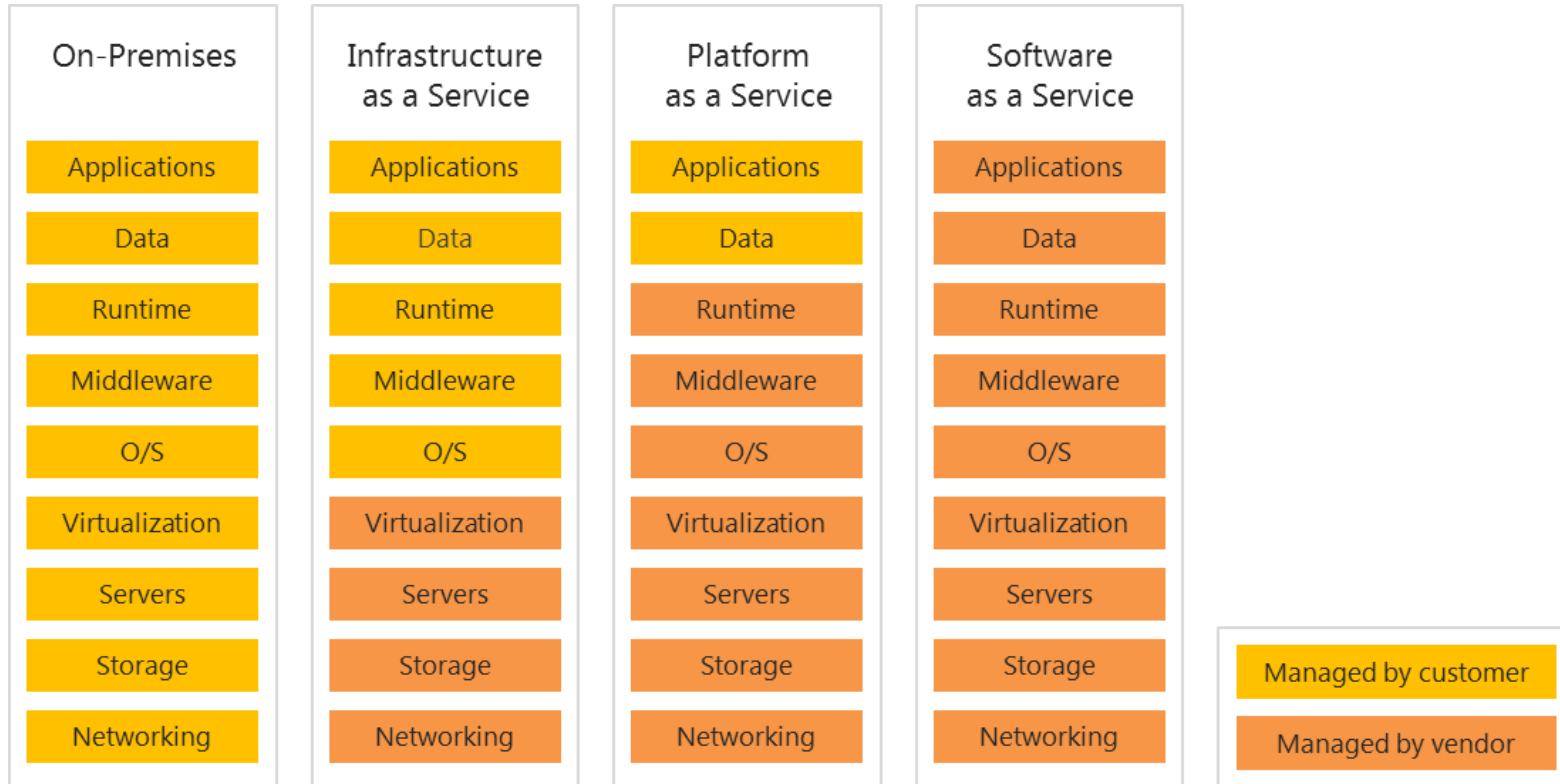 On-Premises
Applications
Data
Runtime
Middleware
O/S
Virtualization
Servers
Storage
Networking
Infrastructure
as a Service
Applications
Data
Runtime
Middleware
O/S
Virtualization
Servers
Storage
Networking
Platform
as a Service
Applications
Data
Runtime
Middleware
O/S
Virtualization
Servers
Storage
Networking
Software
as a Service
Applications
Data
Runtime
Middleware
O/S
Virtualization
Servers
Storage
Networking
Managed by customer
Managed by vendor